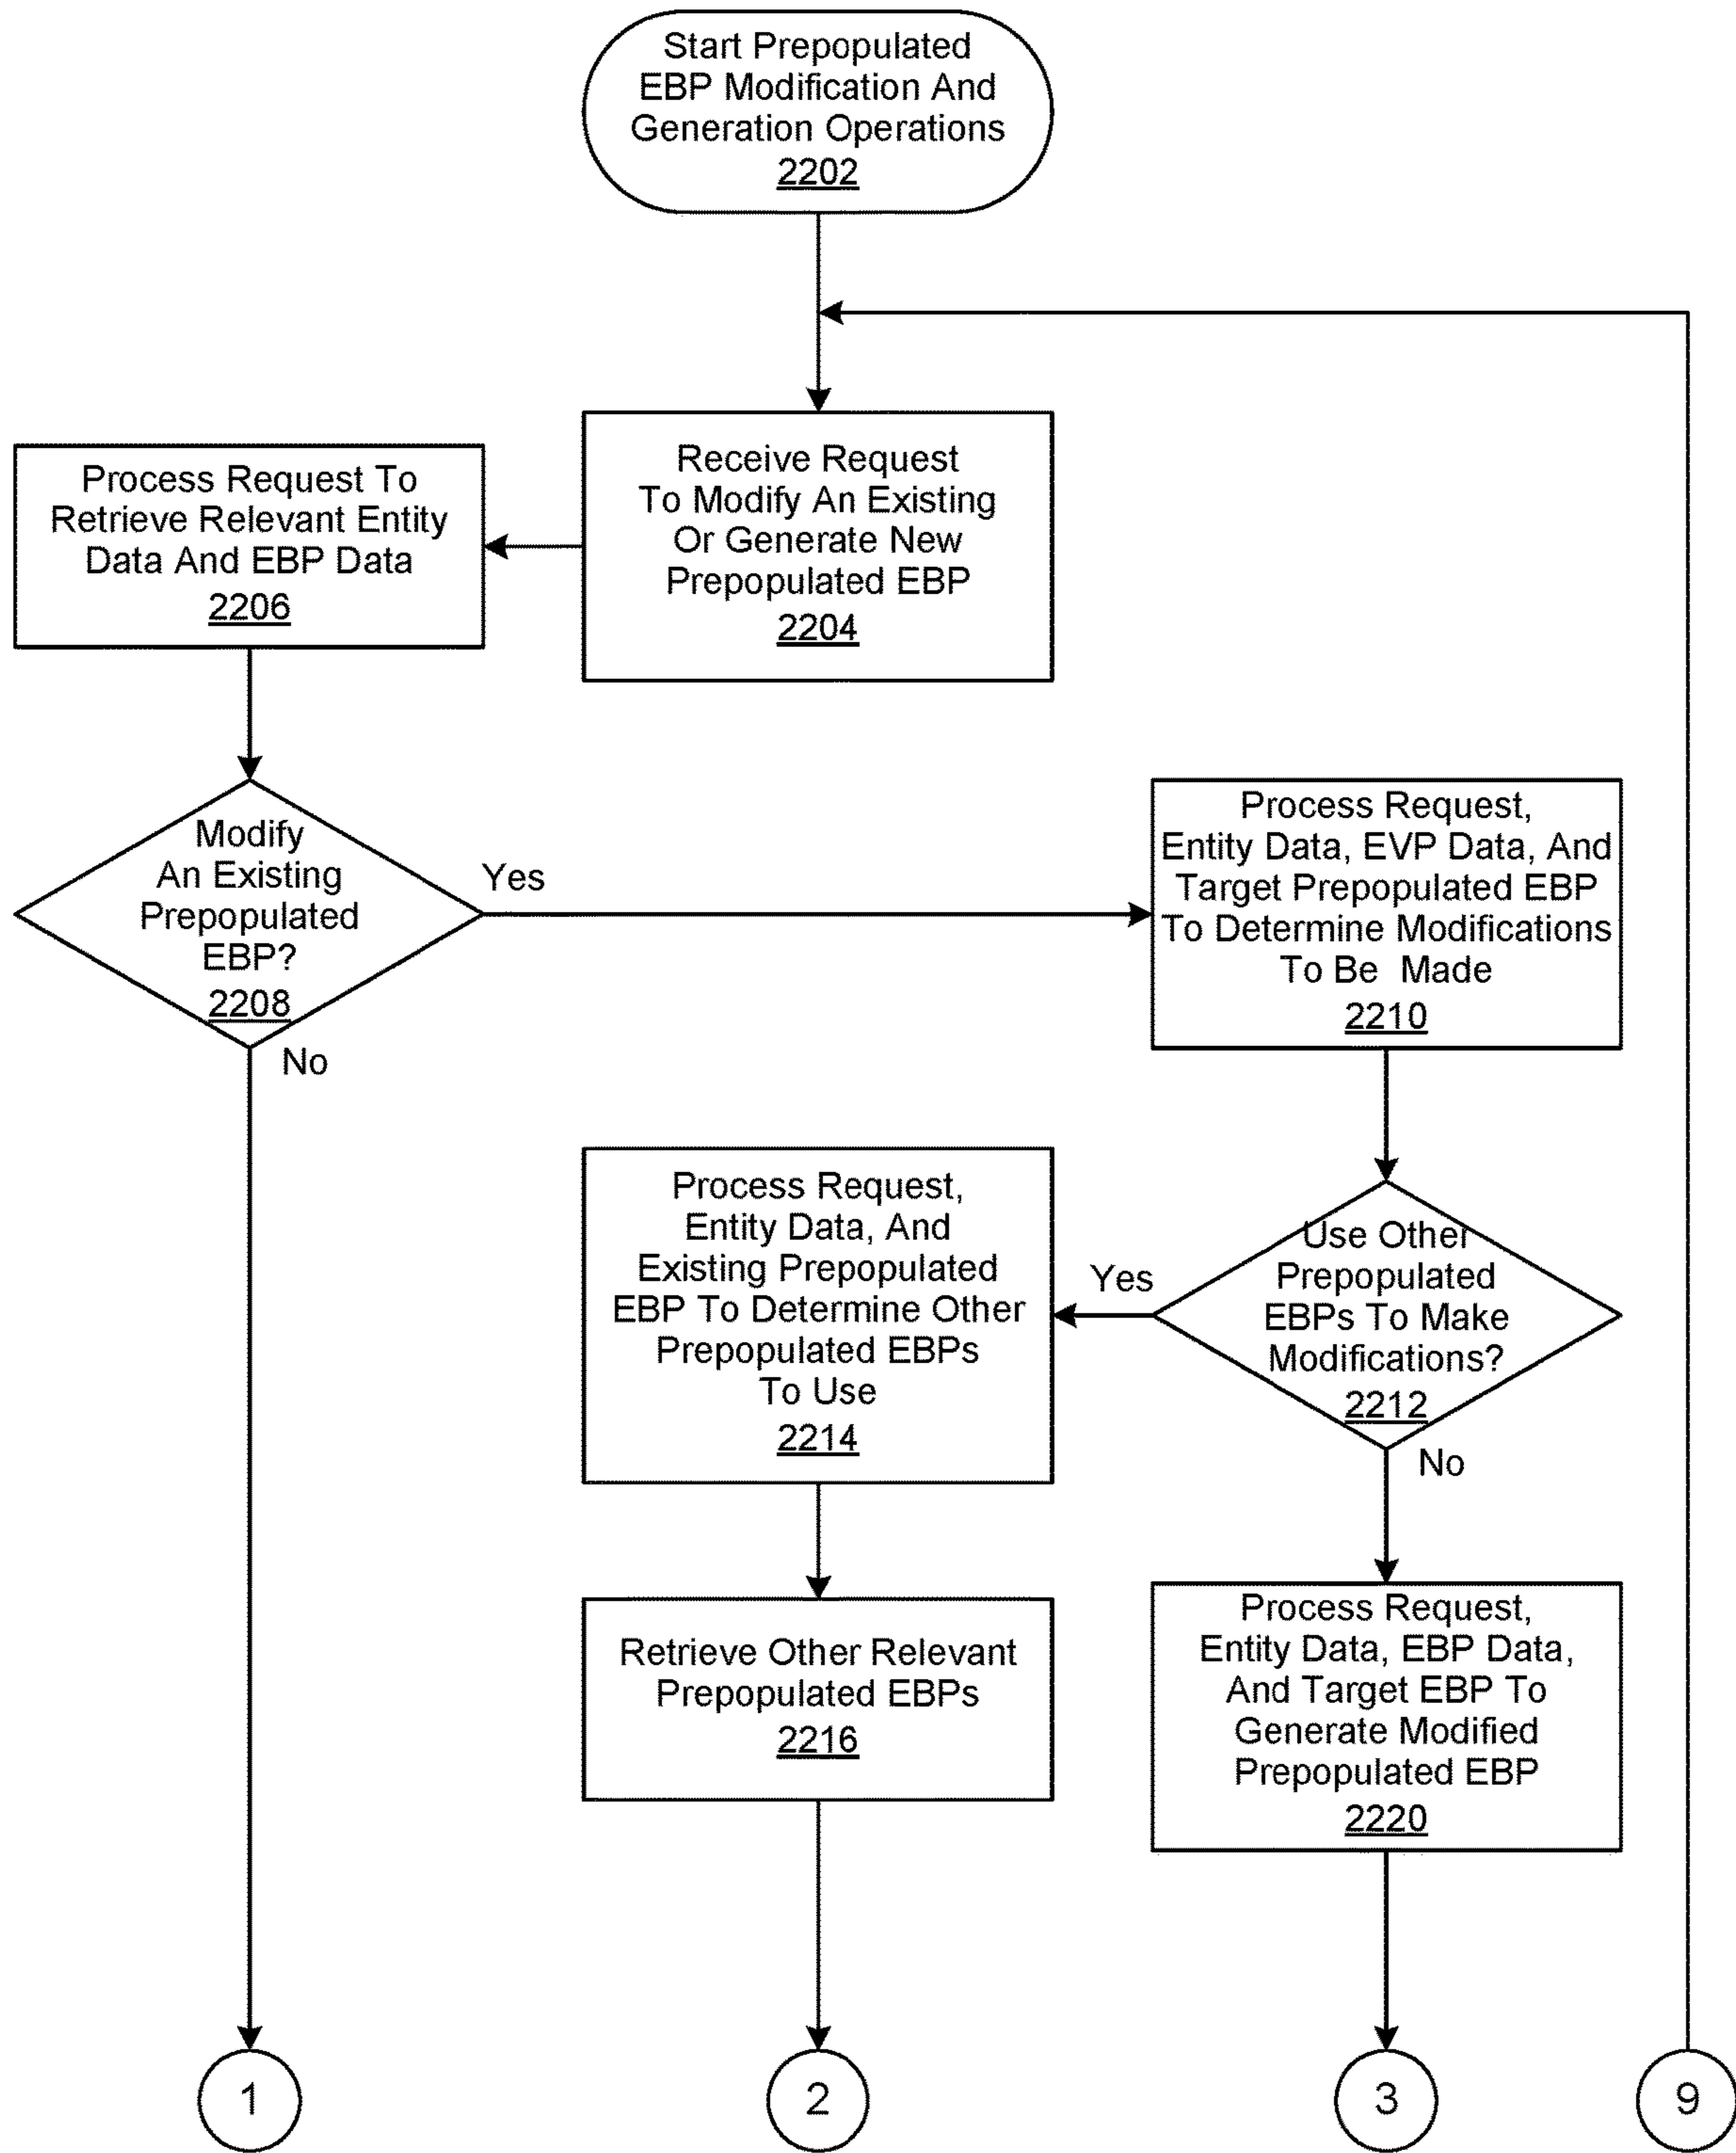 Start Prepopulated
EBP Modification And
Generation Operations
2202
Receive Request
To Modify An Existing
Or Generate New
Prepopulated EBP
2204
Process Request To
Retrieve Relevant Entity
Data And EBP Data
2206
Modify
An Existing
Prepopulated
EBP?
2208
Yes
No
Process Request,
Entity Data, EVP Data, And
Target Prepopulated EBP
To Determine Modifications
To Be Made
2210
Use Other
Prepopulated
EBPs To Make
Modifications?
2212
Yes
No
Process Request,
Entity Data, And
Existing Prepopulated
EBP To Determine Other
Prepopulated EBPs
To Use
2214
Retrieve Other Relevant
Prepopulated EBPs
2216
Process Request,
Entity Data, EBP Data,
And Target EBP To
Generate Modified
Prepopulated EBP
2220
1
2
3
9